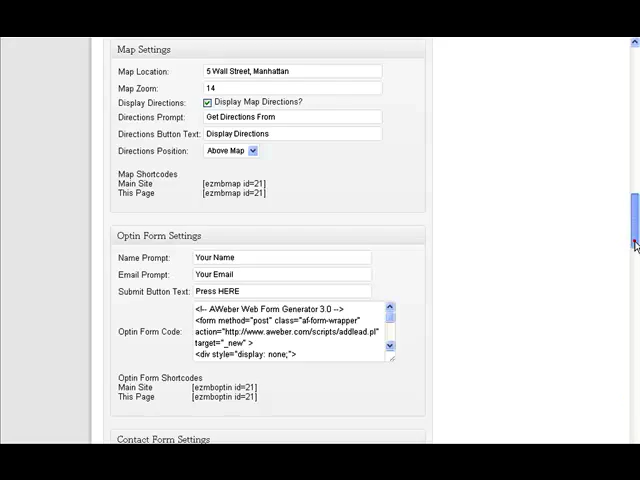 Map Settings
Map Location: 5 Wall Street, Manhattan
Map Zoom: 14
Display Directions: Display Map Directions?
Directions Prompt: Get Directions From
Directions Button Text: Display Directions
Directions Position: Above Map
Map Shortcodes
Main Site [ezmbmap id=21]
This Page [ezmbmap id=21]
Optin Form Settings
Name Prompt: Your Name
Email Prompt: Your Email
Submit Button Text: Press HERE
Optin Form Code: <!-- AWeber Web Form Generator 3.0 -->
<form method="post" class="af-form-wrapper"
action="http://www.aweber.com/scripts/addlead.pl"
target="_new" >
<div style="display: none;">
Optin Form Shortcodes
Main Site [ezmboptin id=21]
This Page [ezmboptin id=21]
Contact Form Settings